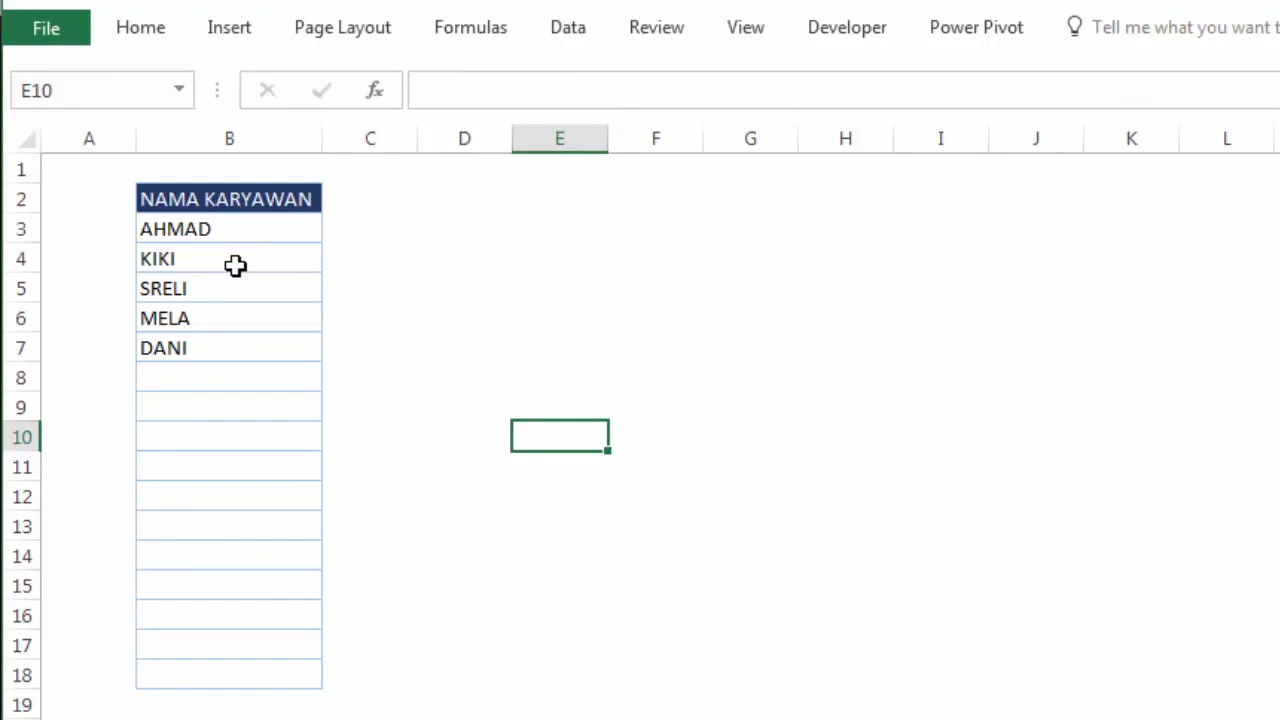 File Home Insert Page Layout Formulas Data Review View Developer Power Pivot Tell me what you want
E10 fx
A B C D E F G H I J K L
1
2 NAMA KARYAWAN
3 AHMAD
4 KIKI
5 SRELI
6 MELA
7 DANI
8
9
10
11
12
13
14
15
16
17
18
19